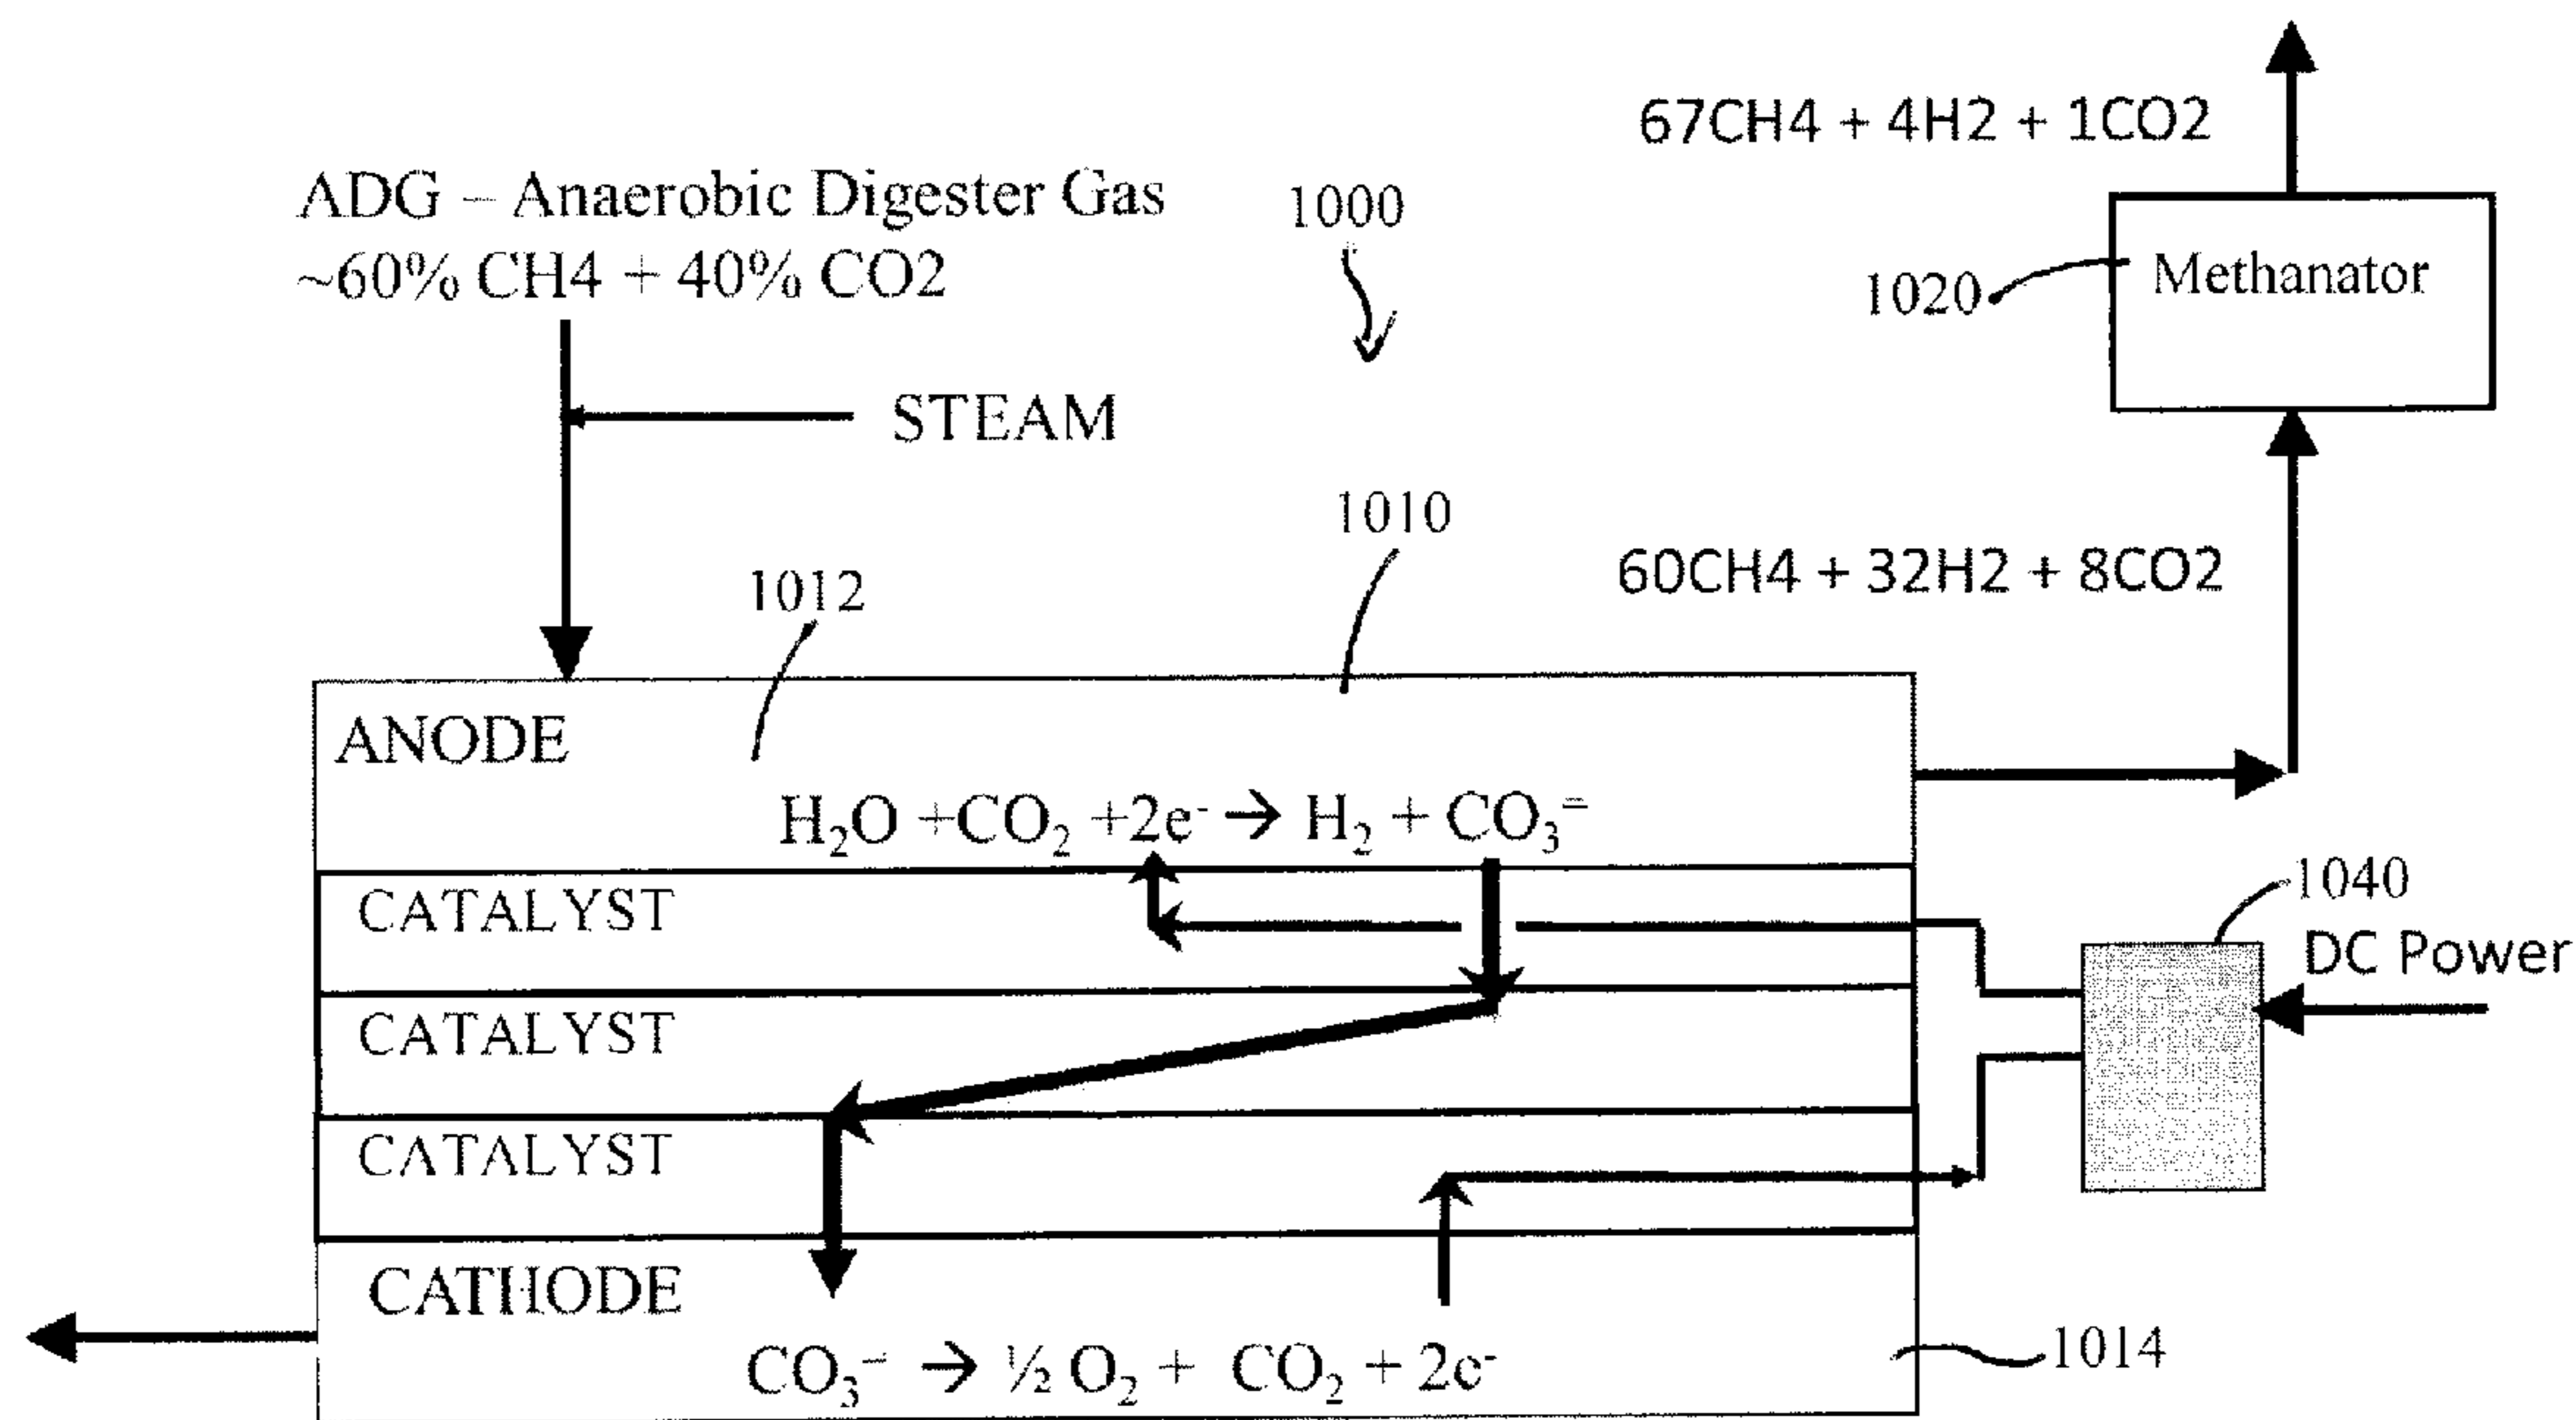 67CH4 + 4H2 + 1CO2
ADG – Anaerobic Digester Gas
~60% CH4 + 40% CO2
1000
1020
Methanator
STEAM
1010
1012
60CH4 + 32H2 + 8CO2
ANODE
H₂O +CO₂ +2e⁻ → H₂ + CO₃⁼
CATALYST
1040
DC Power
CATALYST
CATALYST
CATHODE
CO₃⁼ → ½ O₂ + CO₂ + 2e⁻
1014